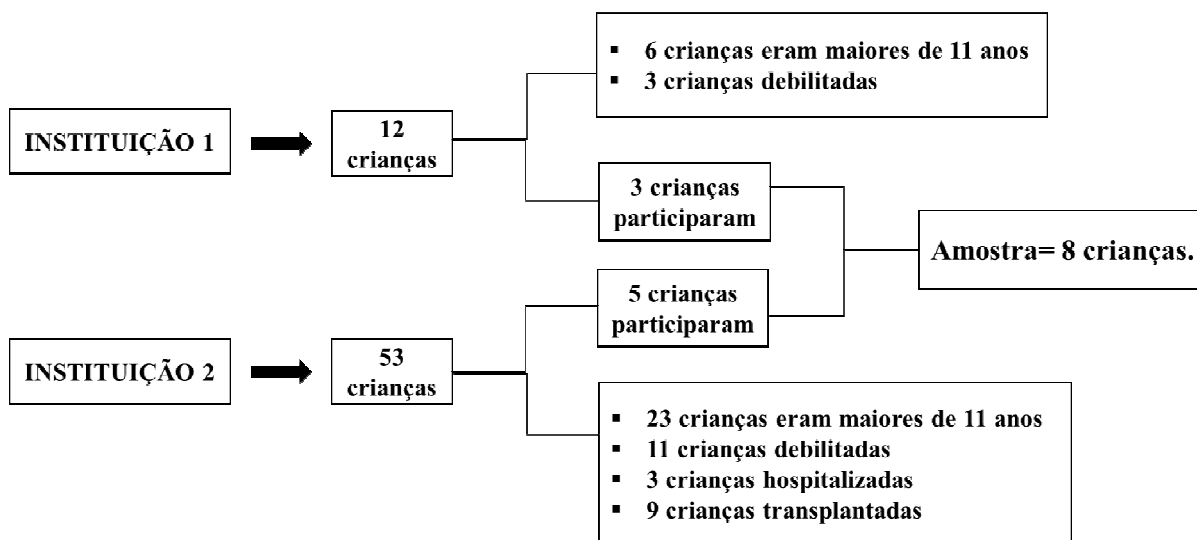 INSTITUIÇÃO 1
12
crianças
▪ 6 crianças eram maiores de 11 anos
▪ 3 crianças debilitadas
3 crianças
participaram
Amostra= 8 crianças.
5 crianças
participaram
INSTITUIÇÃO 2
53
crianças
▪ 23 crianças eram maiores de 11 anos
▪ 11 crianças debilitadas
▪ 3 crianças hospitalizadas
▪ 9 crianças transplantadas